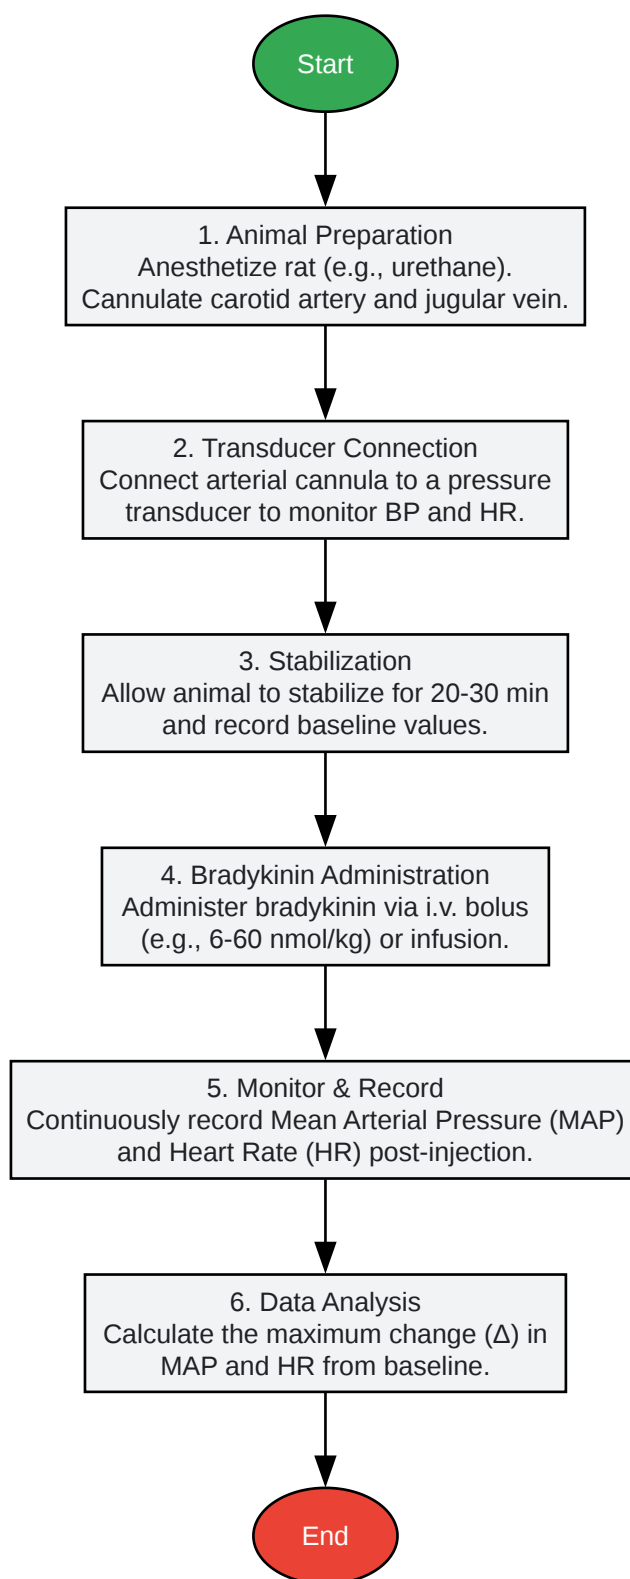 Start
1. Animal Preparation
Anesthetize rat (e.g., urethane).
Cannulate carotid artery and jugular vein.
2. Transducer Connection
Connect arterial cannula to a pressure
transducer to monitor BP and HR.
3. Stabilization
Allow animal to stabilize for 20-30 min
and record baseline values.
4. Bradykinin Administration
Administer bradykinin via i.v. bolus
(e.g., 6-60 nmol/kg) or infusion.
5. Monitor & Record
Continuously record Mean Arterial Pressure (MAP)
and Heart Rate (HR) post-injection.
6. Data Analysis
Calculate the maximum change (Δ) in
MAP and HR from baseline.
End